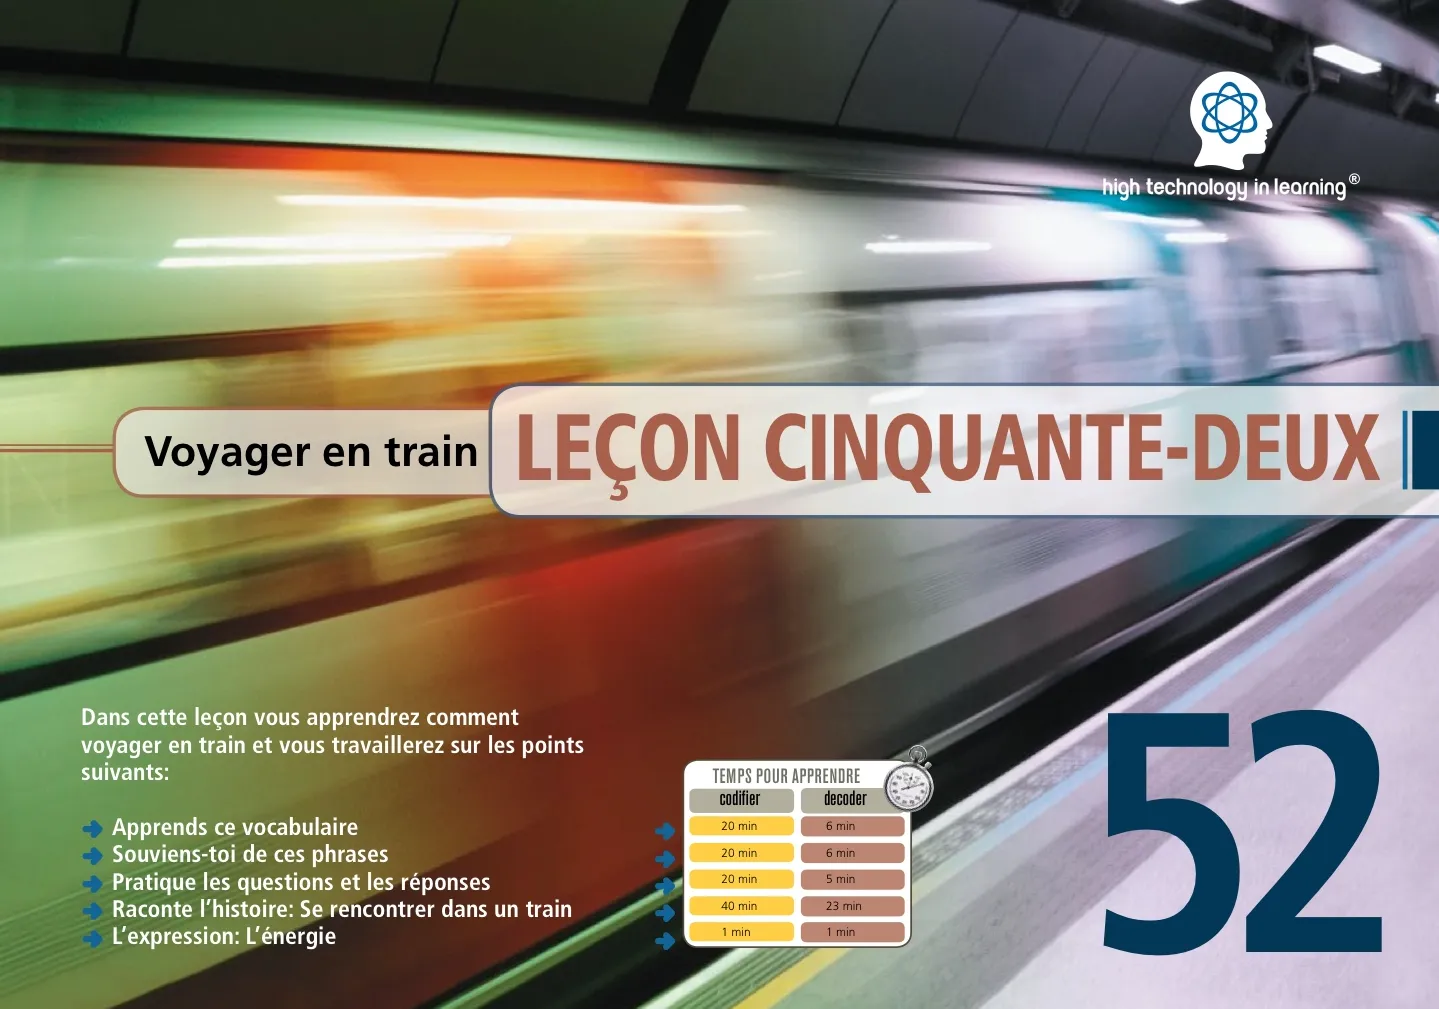 high technology in learning®
Voyager en train
LEÇON CINQUANTE-DEUX
Dans cette leçon vous apprendrez comment
voyager en train et vous travaillerez sur les points
suivants:
Apprends ce vocabulaire
Souviens-toi de ces phrases
Pratique les questions et les réponses
Raconte l’histoire: Se rencontrer dans un train
L’expression: L’énergie
TEMPS POUR APPRENDRE
codifier decoder
20 min 6 min
20 min 6 min
20 min 5 min
40 min 23 min
1 min 1 min
52